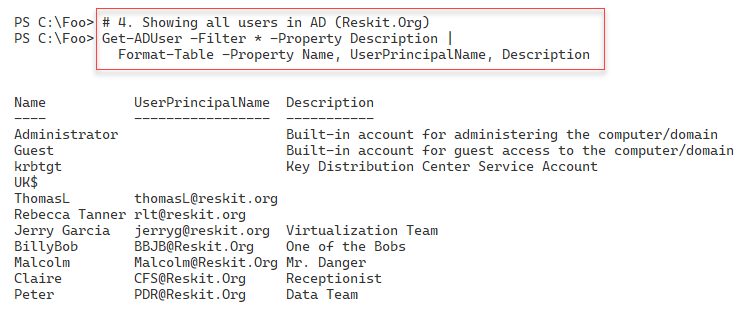 PS C:\Foo> # 4. Showing all users in AD (Reskit.Org)
PS C:\Foo> Get-ADUser -Filter * -Property Description |
Format-Table -Property Name, UserPrincipalName, Description
Name UserPrincipalName Description
---- ----------------- -----------
Administrator Built-in account for administering the computer/domain
Guest Built-in account for guest access to the computer/domain
krbtgt Key Distribution Center Service Account
UK$
ThomasL thomasL@reskit.org
Rebecca Tanner rlt@reskit.org
Jerry Garcia jerryg@reskit.org Virtualization Team
BillyBob BBJB@Reskit.Org One of the Bobs
Malcolm Malcolm@Reskit.Org Mr. Danger
Claire CFS@Reskit.Org Receptionist
Peter PDR@Reskit.Org Data Team